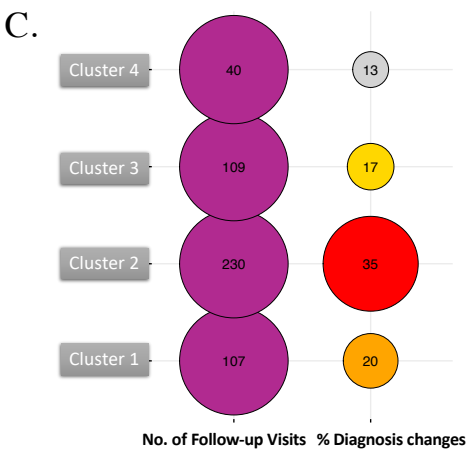 C.
Cluster 4 40 13
Cluster 3 109 17
Cluster 2 230 35
Cluster 1 107 20
No. of Follow-up Visits % Diagnosis changes